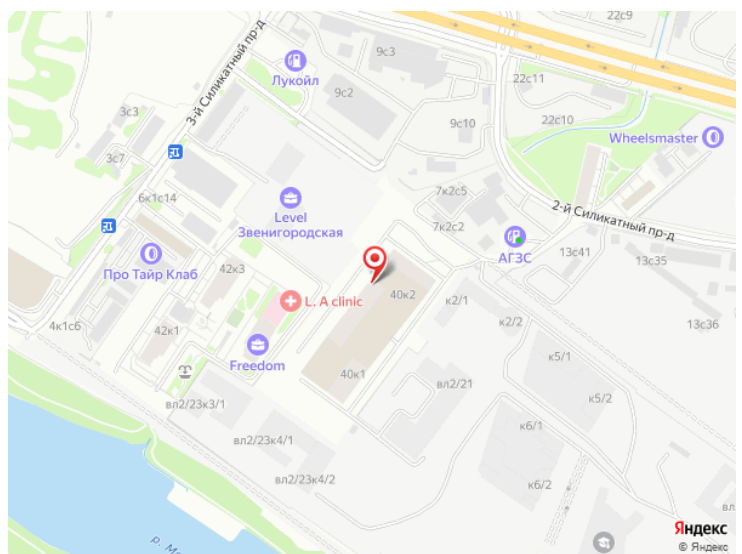 22с9
9с3
3-й Силикатный пр-д
Лукойл
22с11
9с2
3с3
22с10
9с10
Wheelsmaster
3с7
7к2с5
6к1с14
2-й Силикатный пр-д
Level
Звенигородская
7к2с2
АГЗС
13с41
13с35
Про Тайр Клаб
42к3
40к2
к2/1
L. A clinic
к2/2
13с36
4к1с6
42к1
Freedom
к5/1
40к1
вл2/21
к5/2
вл2/23к3/1
к6/1
вл2/23к4/1
вл2/23к4/2
к6/2
вл2
Яндекс
р. Мо
© Яндекс